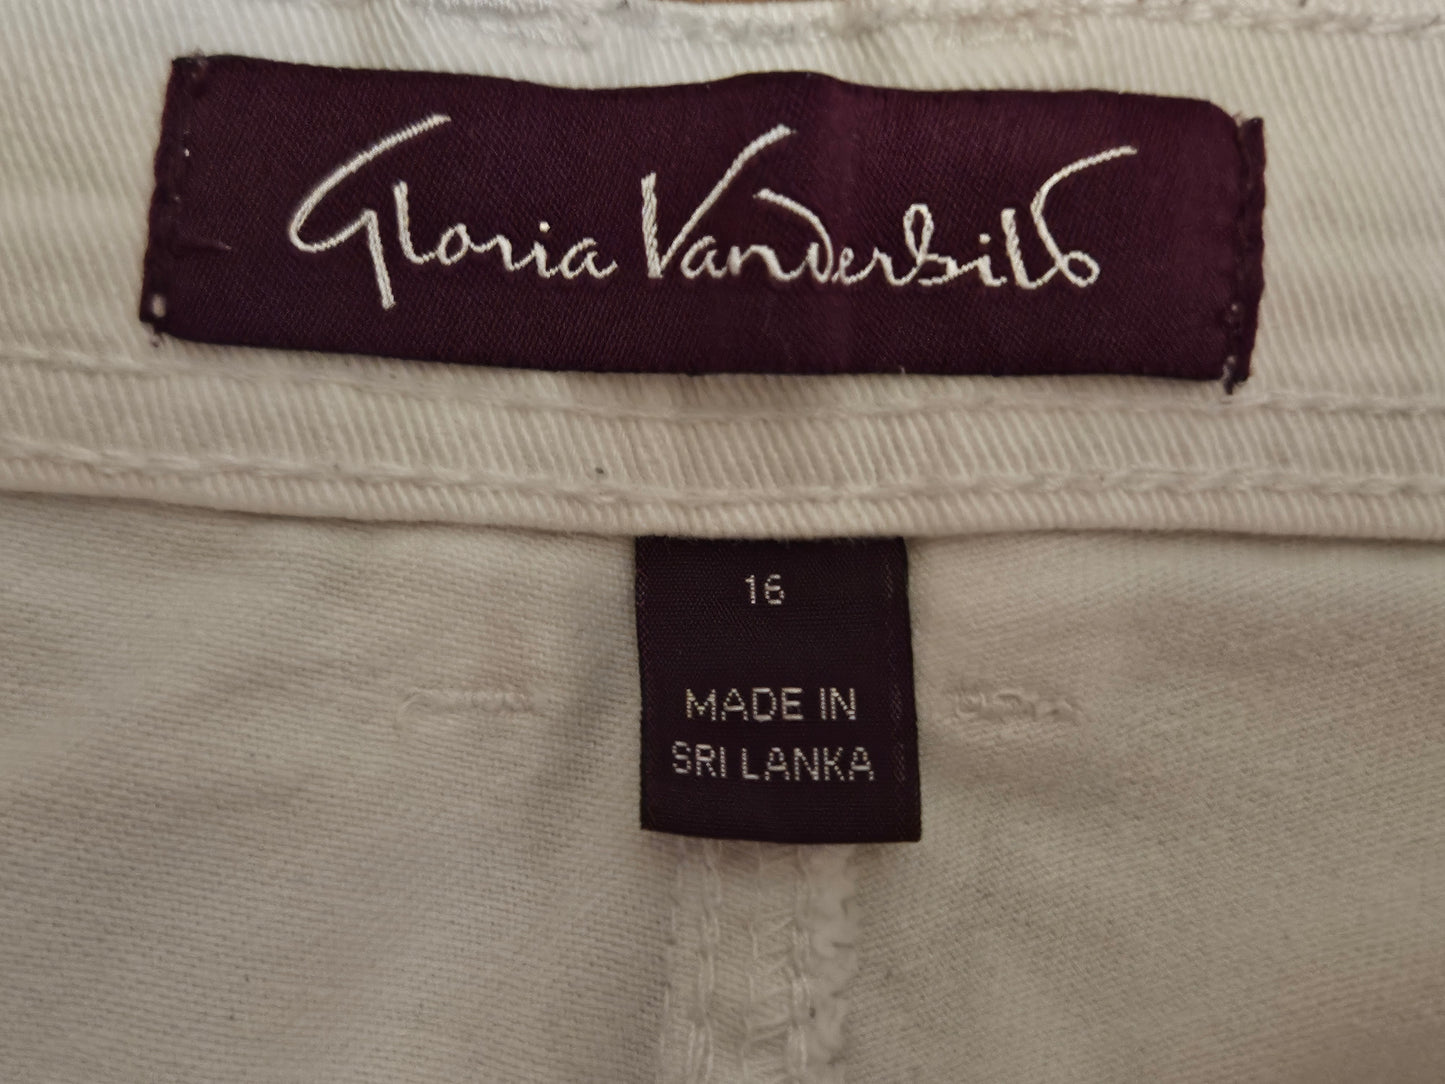 Gloria Vanderbilt
16
MADE IN
SRI LANKA